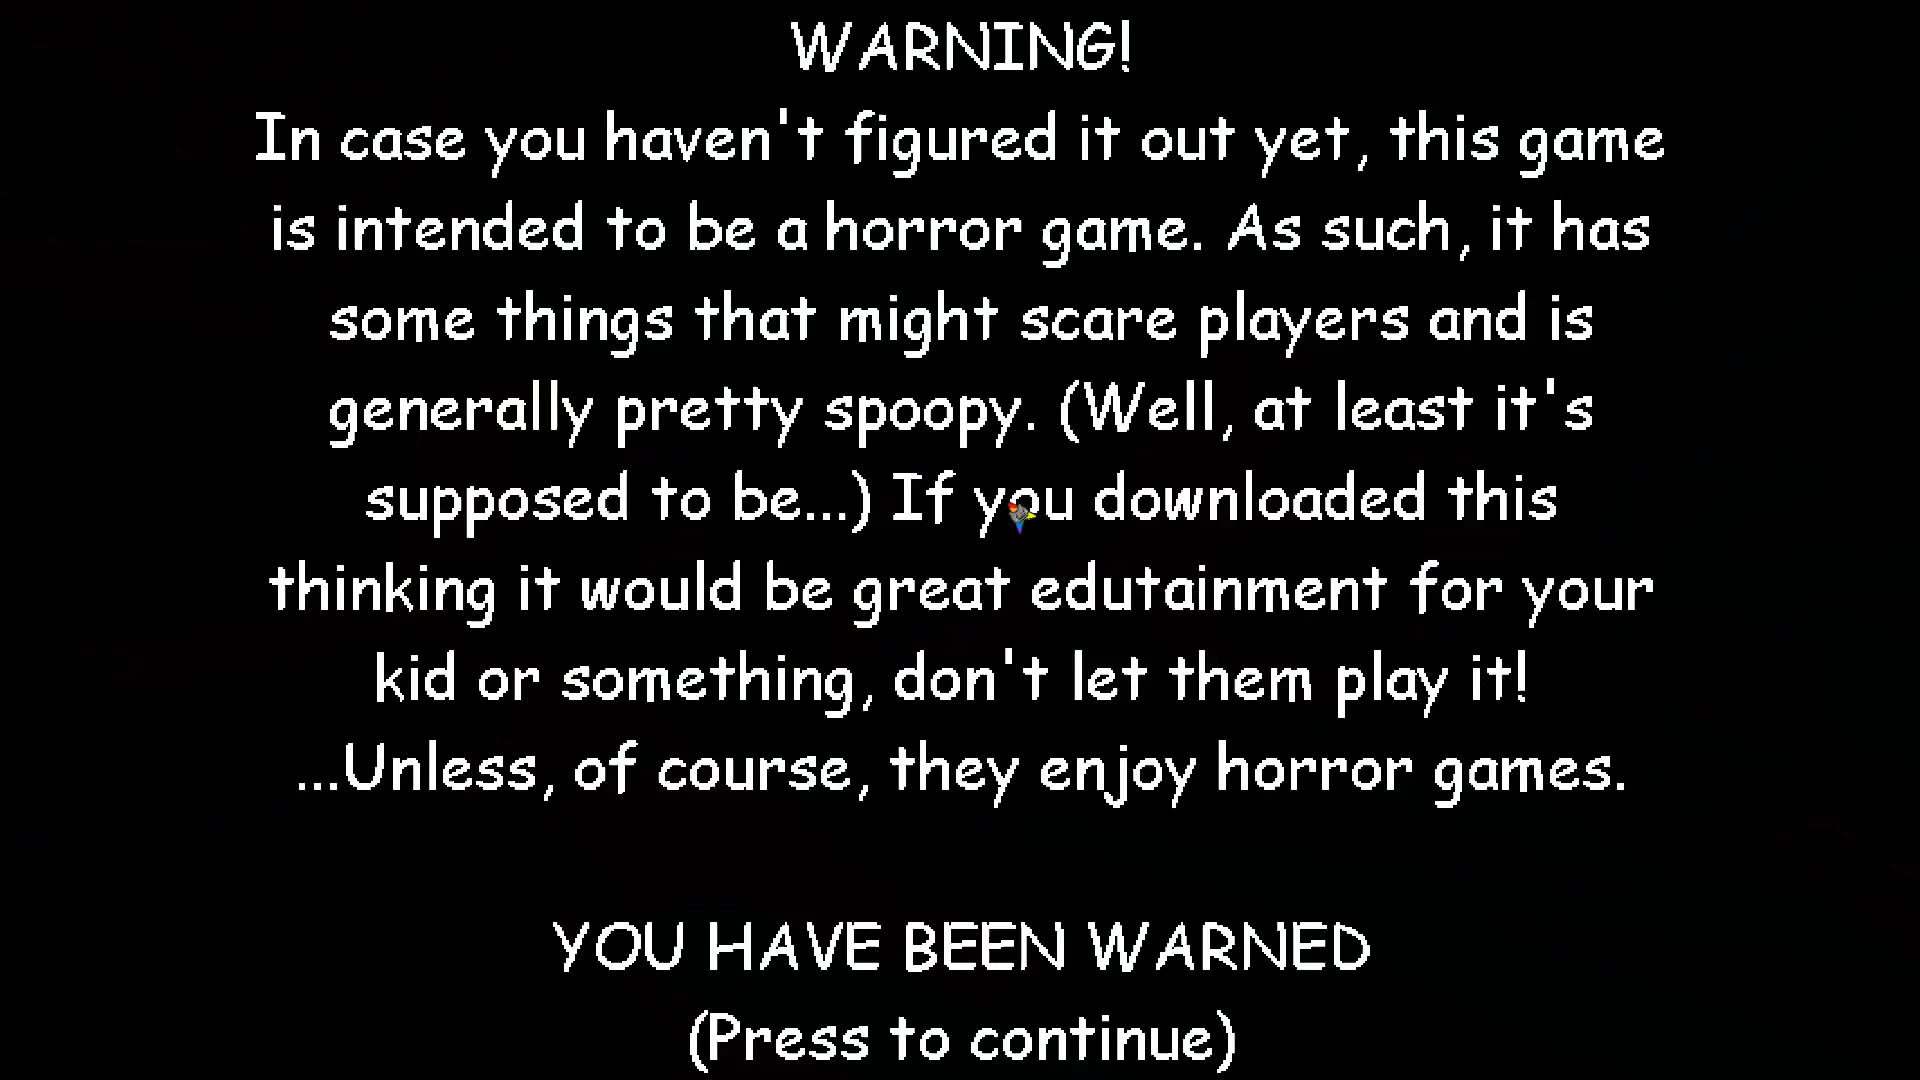 WARNING!
In case you haven't figured it out yet, this game
is intended to be a horror game. As such, it has
some things that might scare players and is
generally pretty spoopy. (Well, at least it's
supposed to be...) If you downloaded this
thinking it would be great edutainment for your
kid or something, don't let them play it!
...Unless, of course, they enjoy horror games.
YOU HAVE BEEN WARNED
(Press to continue)